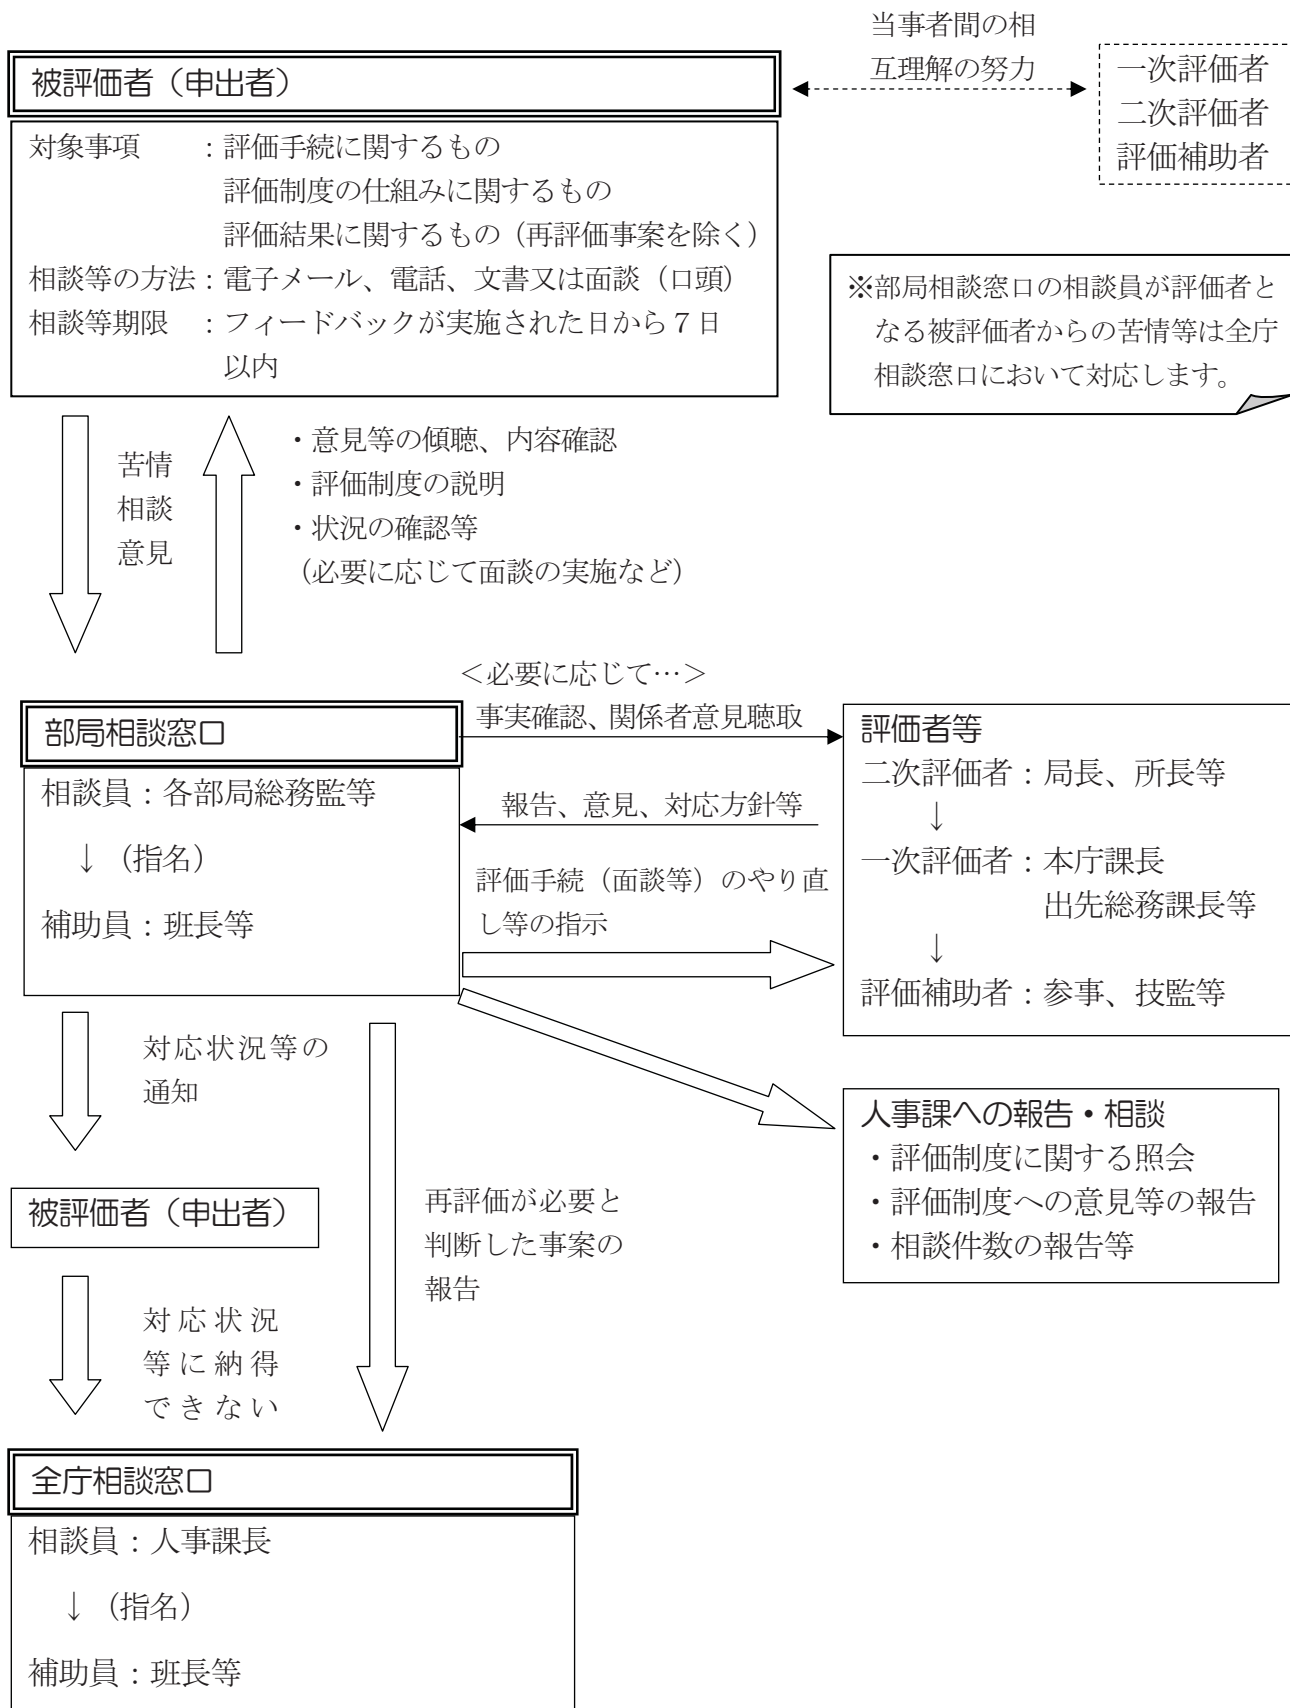 当事者間の相
互理解の努力
被評価者（申出者）
一次評価者
二次評価者
評価補助者
対象事項　　：評価手続に関するもの
評価制度の仕組みに関するもの
評価結果に関するもの（再評価事案を除く）
相談等の方法：電子メール、電話、文書又は面談（口頭）
相談等期限　：フィードバックが実施された日から７日
以内
※部局相談窓口の相談員が評価者と
なる被評価者からの苦情等は全庁
相談窓口において対応します。
苦情
相談
意見
・意見等の傾聴、内容確認
・評価制度の説明
・状況の確認等
（必要に応じて面談の実施など）
＜必要に応じて…＞
事実確認、関係者意見聴取
部局相談窓口
相談員：各部局総務監等
↓（指名）
補助員：班長等
報告、意見、対応方針等
評価手続（面談等）のやり直
し等の指示
評価者等
二次評価者：局長、所長等
↓
一次評価者：本庁課長
出先総務課長等
↓
評価補助者：参事、技監等
対応状況等の
通知
人事課への報告・相談
・評価制度に関する照会
・評価制度への意見等の報告
・相談件数の報告等
被評価者（申出者）
再評価が必要と
判断した事案の
報告
対応状況
等に納得
できない
全庁相談窓口
相談員：人事課長
↓（指名）
補助員：班長等